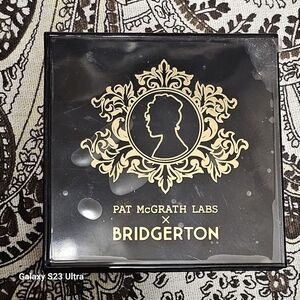 PAT McGRATH LABS
×
BRIDGERTON
Galaxy S23 Ultra